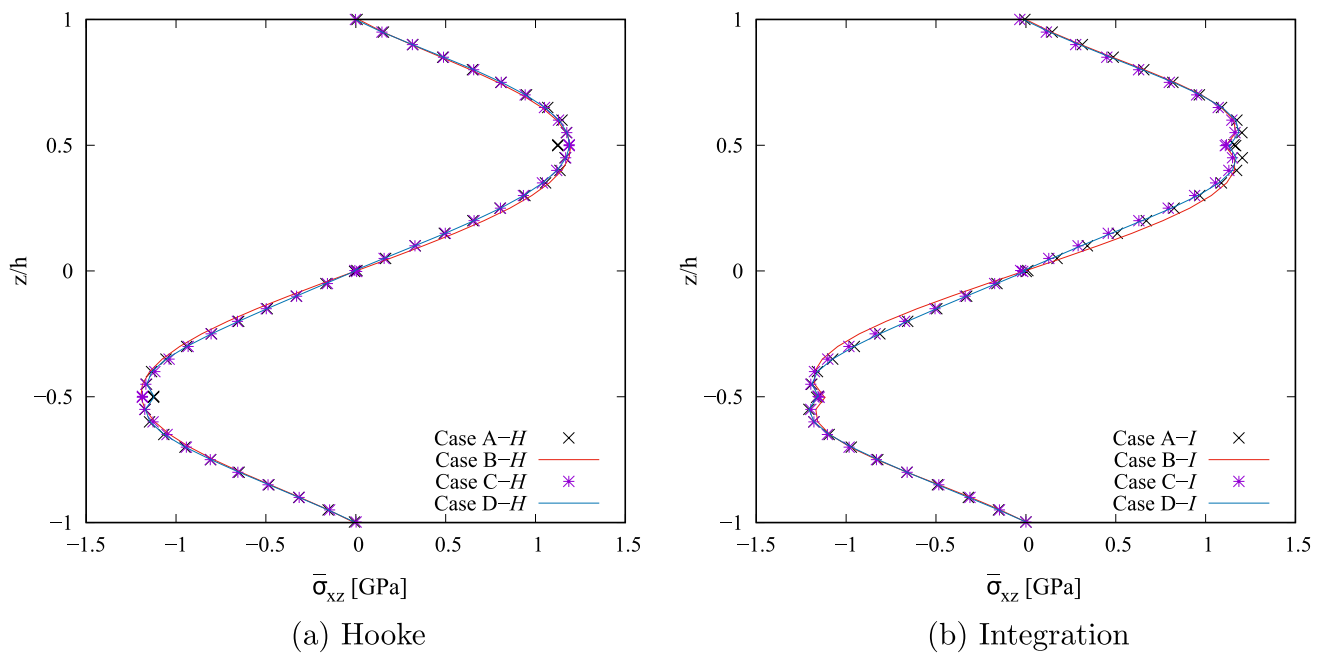 1
0.5
0
−0.5
−1
z/h
Case A−H
Case B−H
Case C−H
Case D−H
−1.5 −1 −0.5 0 0.5 1 1.5
σ̅xz [GPa]
(a) Hooke
1
0.5
0
−0.5
−1
z/h
Case A−I
Case B−I
Case C−I
Case D−I
−1.5 −1 −0.5 0 0.5 1 1.5
σ̅xz [GPa]
(b) Integration